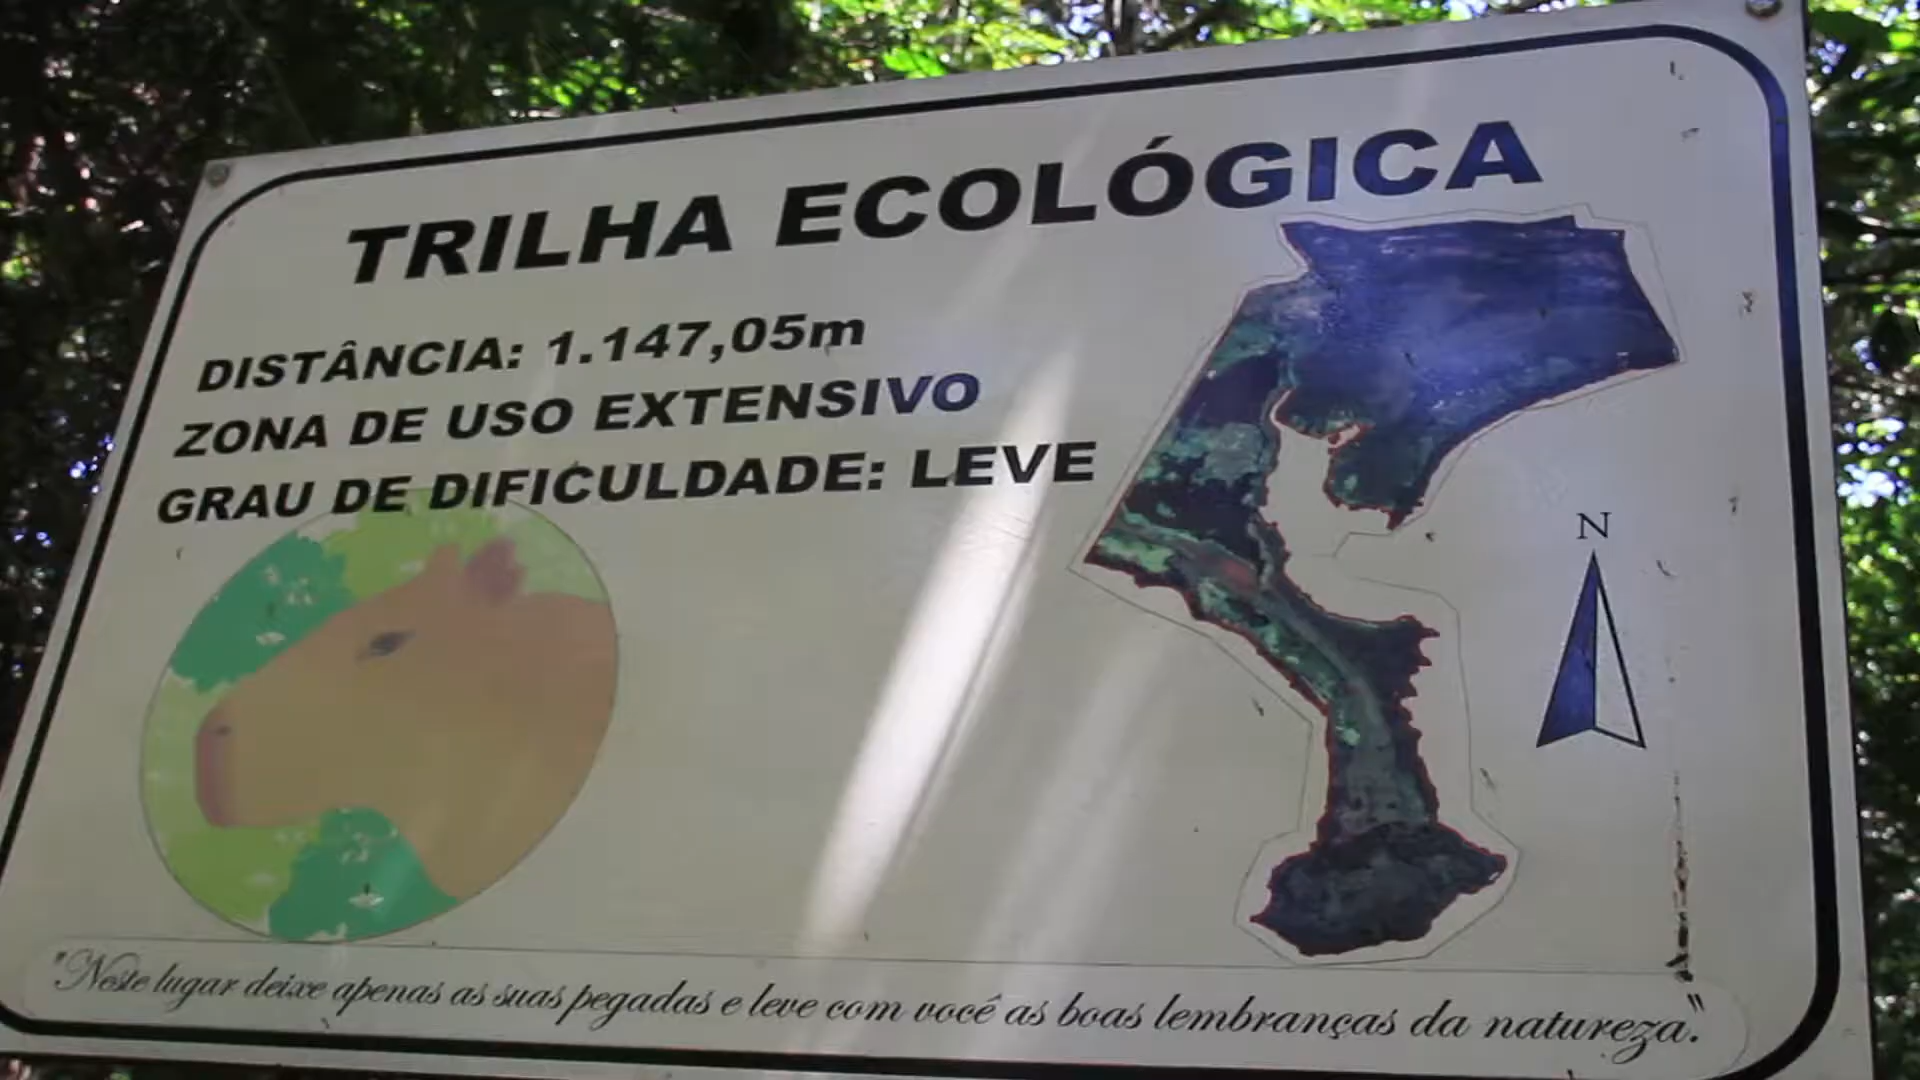 TRILHA ECOLÓGICA
DISTÂNCIA: 1.147,05m
ZONA DE USO EXTENSIVO
GRAU DE DIFICULDADE: LEVE
N
"Neste lugar deixe apenas as suas pegadas e leve com você as boas lembranças da natureza."